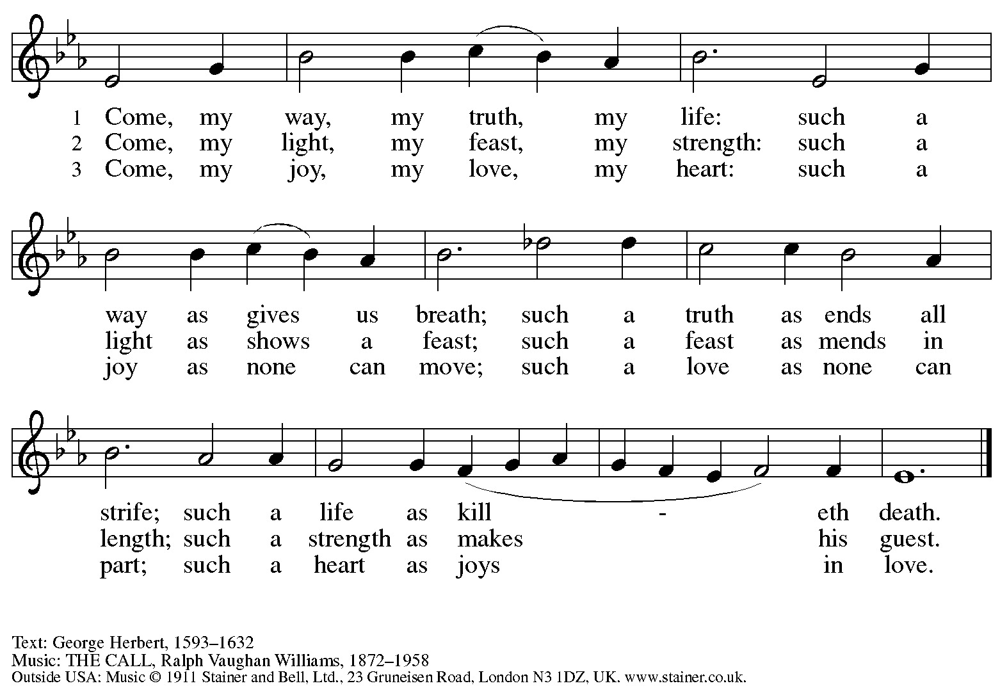 1 Come, my way, my truth, my life: such a
2 Come, my light, my feast, my strength: such a
3 Come, my joy, my love, my heart: such a
way as gives us breath; such a truth as ends all
light as shows a feast; such a feast as mends in
joy as none can move; such a love as none can
strife; such a life as kill - eth death.
length; such a strength as makes his guest.
part; such a heart as joys in love.
Text: George Herbert, 1593–1632
Music: THE CALL, Ralph Vaughan Williams, 1872–1958
Outside USA: Music © 1911 Stainer and Bell, Ltd., 23 Gruneisen Road, London N3 1DZ, UK. www.stainer.co.uk.